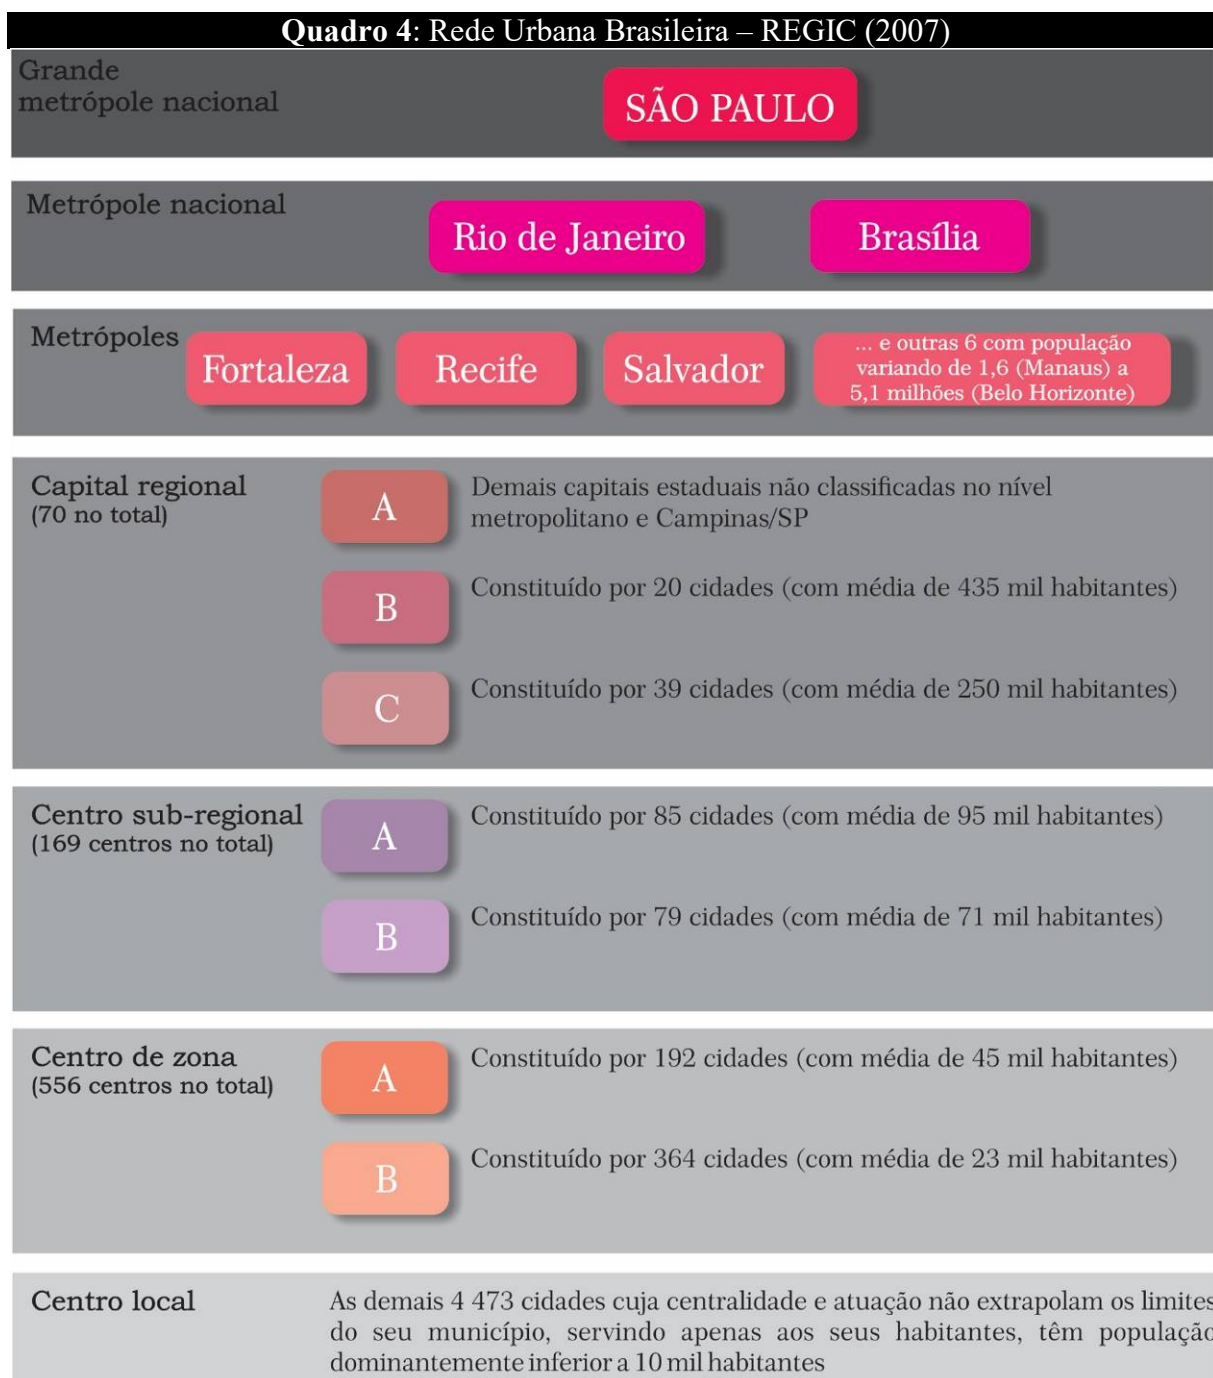 Quadro 4: Rede Urbana Brasileira – REGIC (2007)
Grande
metrópole nacional
SÃO PAULO
Metrópole nacional
Rio de Janeiro
Brasília
Metrópoles
Fortaleza
Recife
Salvador
... e outras 6 com população
variando de 1,6 (Manaus) a
5,1 milhões (Belo Horizonte)
Capital regional
(70 no total)
A
Demais capitais estaduais não classificadas no nível
metropolitano e Campinas/SP
B
Constituído por 20 cidades (com média de 435 mil habitantes)
C
Constituído por 39 cidades (com média de 250 mil habitantes)
Centro sub-regional
(169 centros no total)
A
Constituído por 85 cidades (com média de 95 mil habitantes)
B
Constituído por 79 cidades (com média de 71 mil habitantes)
Centro de zona
(556 centros no total)
A
Constituído por 192 cidades (com média de 45 mil habitantes)
B
Constituído por 364 cidades (com média de 23 mil habitantes)
Centro local
As demais 4 473 cidades cuja centralidade e atuação não extrapolam os limites
do seu município, servindo apenas aos seus habitantes, têm população
dominantemente inferior a 10 mil habitantes